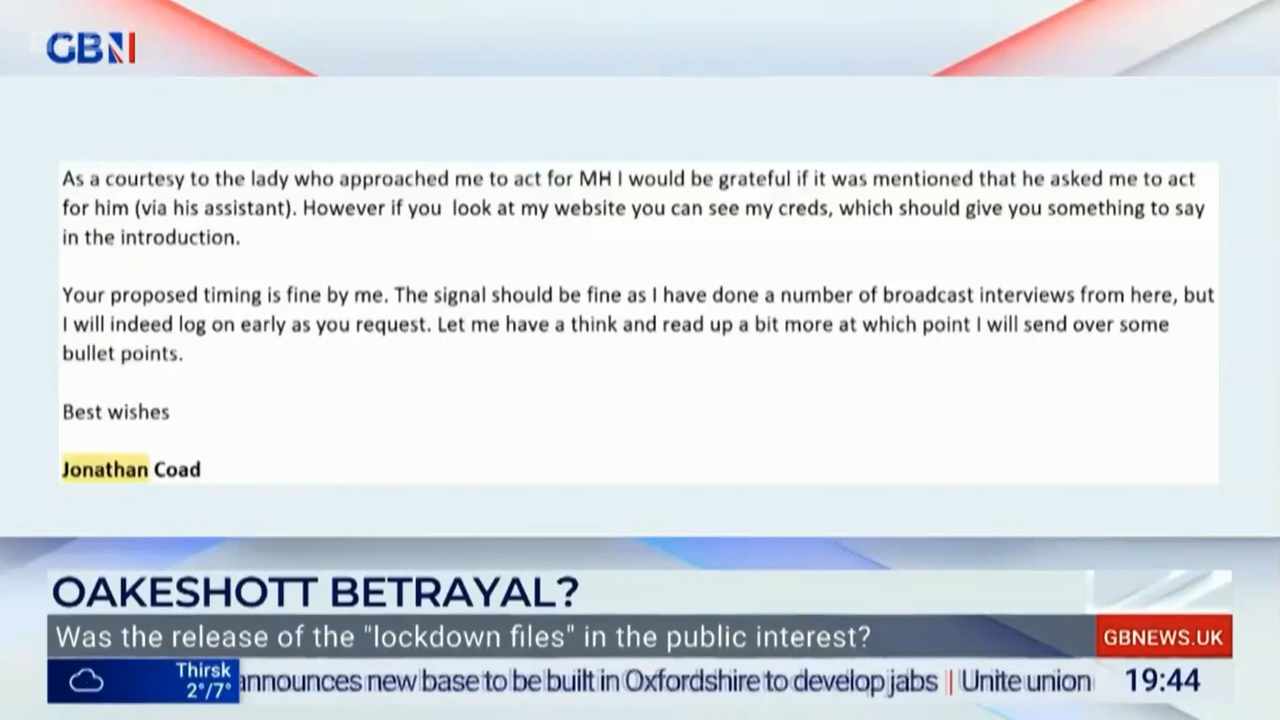 GBN
As a courtesy to the lady who approached me to act for MH I would be grateful if it was mentioned that he asked me to act
for him (via his assistant). However if you look at my website you can see my creds, which should give you something to say
in the introduction.
Your proposed timing is fine by me. The signal should be fine as I have done a number of broadcast interviews from here, but
I will indeed log on early as you request. Let me have a think and read up a bit more at which point I will send over some
bullet points.
Best wishes
Jonathan Coad
OAKESHOTT BETRAYAL?
Was the release of the "lockdown files" in the public interest?
GBNEWS.UK
Thirsk
2°/7°
nnounces new base to be built in Oxfordshire to develop jabs | Unite union
19:44